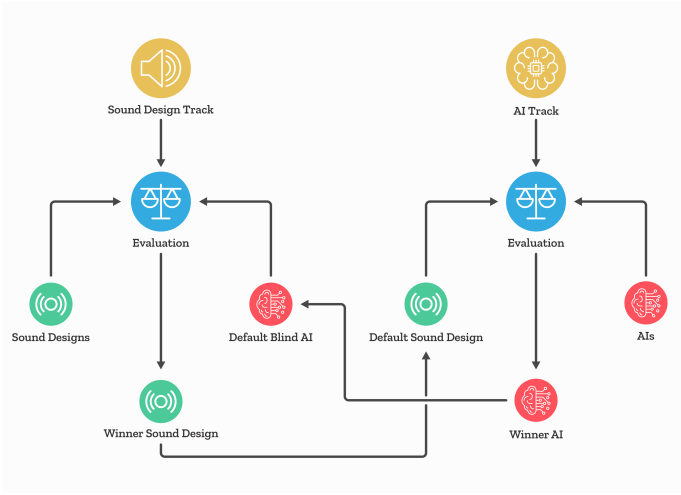 Sound Design Track
AI Track
Evaluation
Evaluation
Sound Designs
Default Blind AI
Default Sound Design
AIs
Winner Sound Design
Winner AI